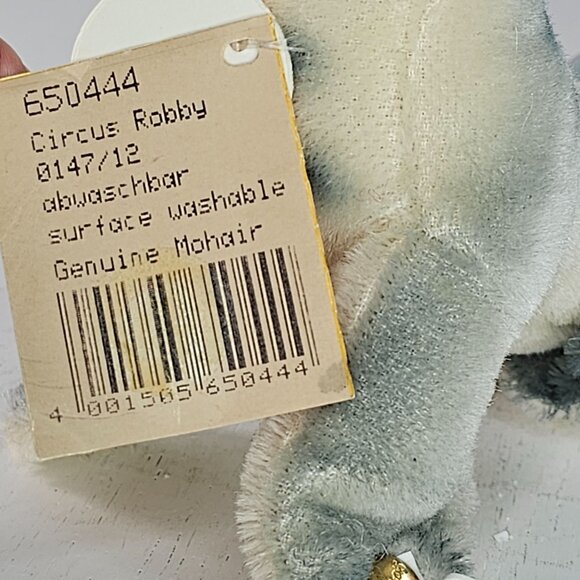 650444
Circus Robby
0147/12
abwaschbar
surface washable
Genuine Mohair
4 001505 650444